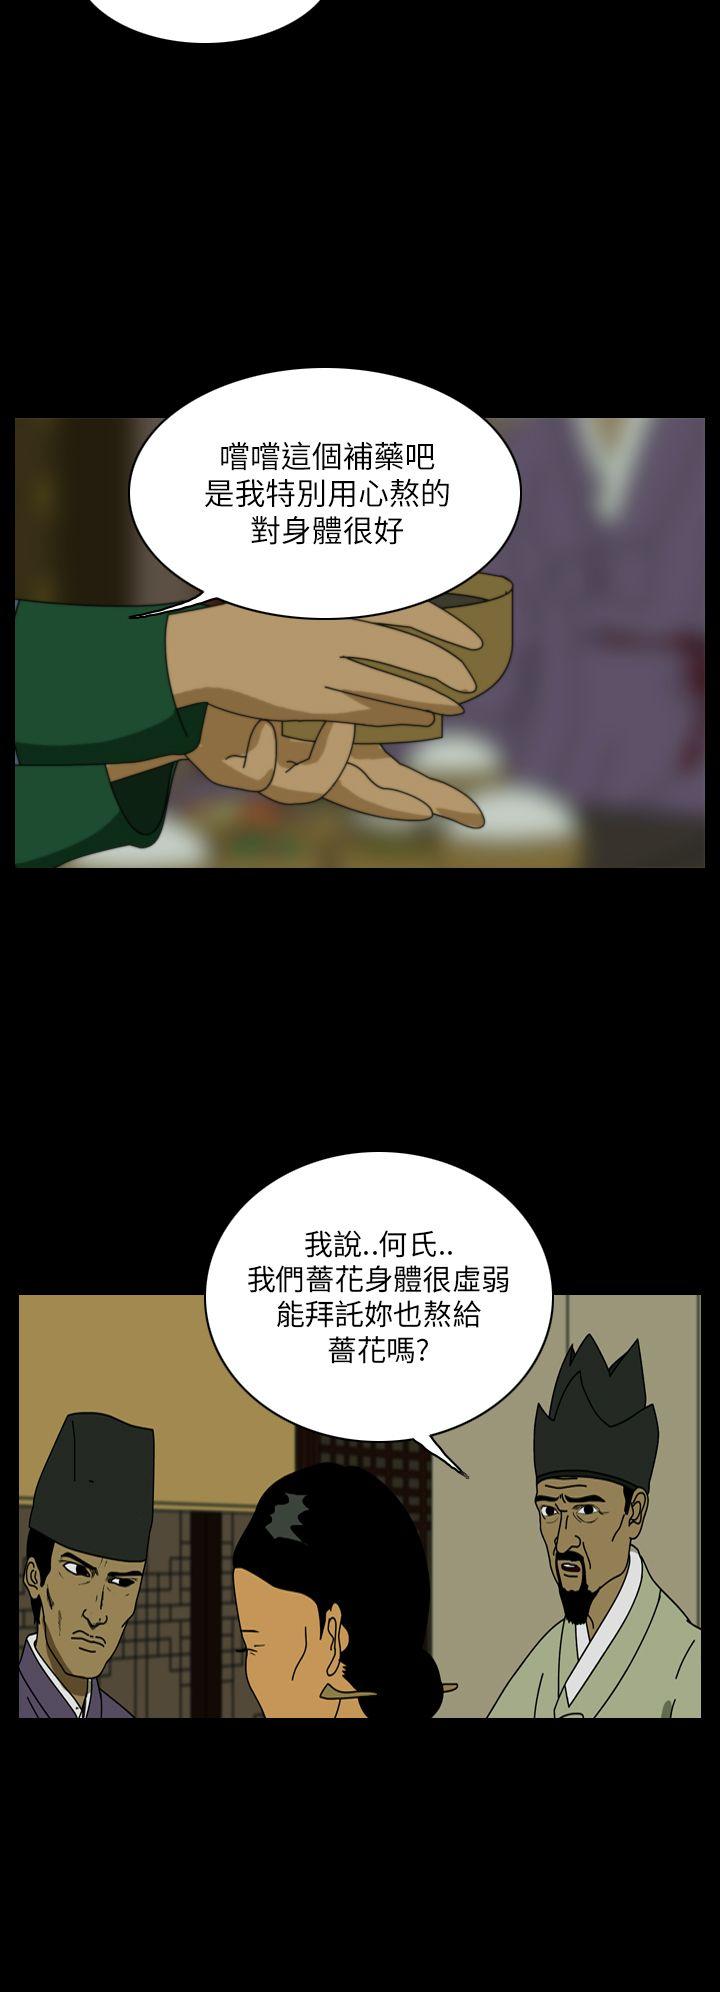 嚐嚐這個補藥吧
是我特別用心熬的
對身體很好
我說..何氏..
我們薔花身體很虛弱
能拜託妳也熬給
薔花嗎?